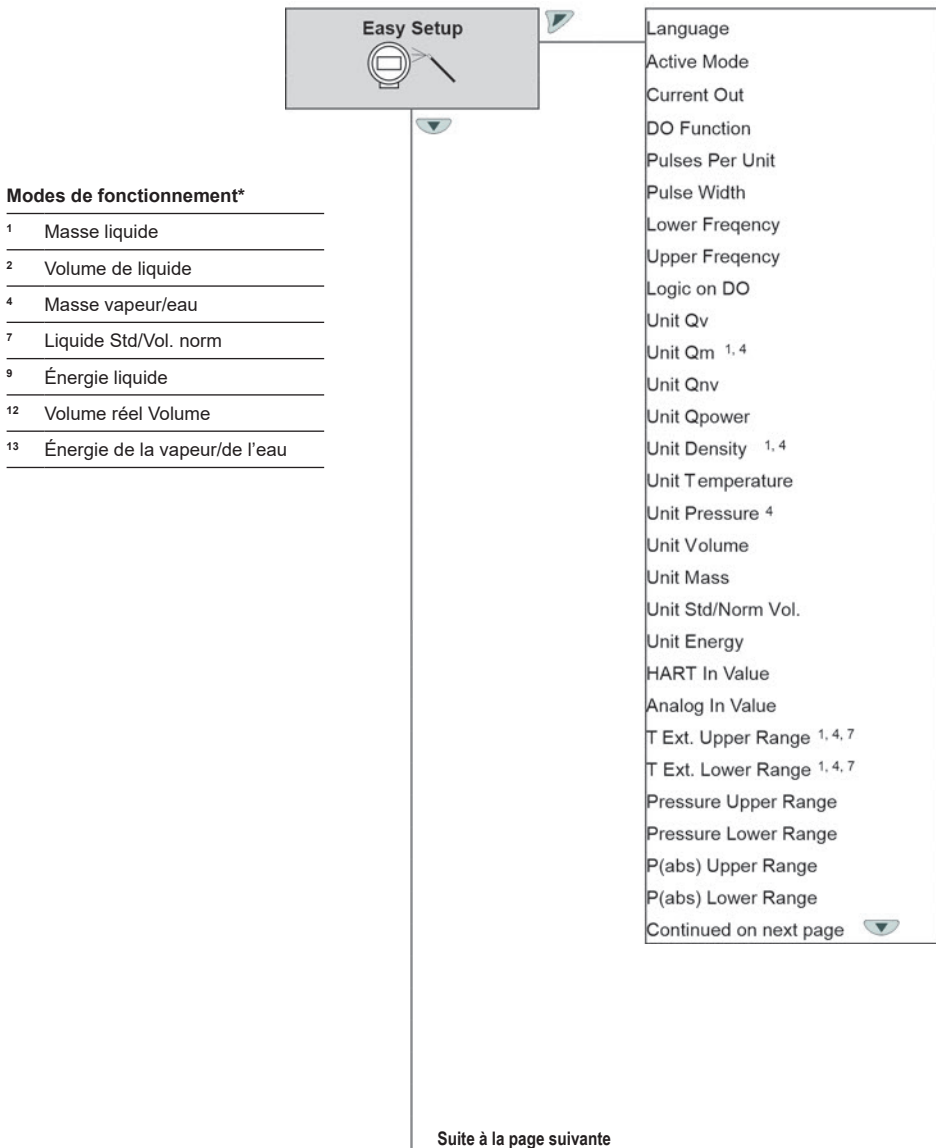 Easy Setup
Language
Active Mode
Current Out
DO Function
Pulses Per Unit
Pulse Width
Lower Freqency
Upper Freqency
Logic on DO
Unit Qv
Unit Qm 1, 4
Unit Qnv
Unit Qpower
Unit Density 1, 4
Unit Temperature
Unit Pressure 4
Unit Volume
Unit Mass
Unit Std/Norm Vol.
Unit Energy
HART In Value
Analog In Value
T Ext. Upper Range 1, 4, 7
T Ext. Lower Range 1, 4, 7
Pressure Upper Range
Pressure Lower Range
P(abs) Upper Range
P(abs) Lower Range
Continued on next page
Modes de fonctionnement*
1 Masse liquide
2 Volume de liquide
4 Masse vapeur/eau
7 Liquide Std/Vol. norm
9 Énergie liquide
12 Volume réel Volume
13 Énergie de la vapeur/de l'eau
Suite à la page suivante